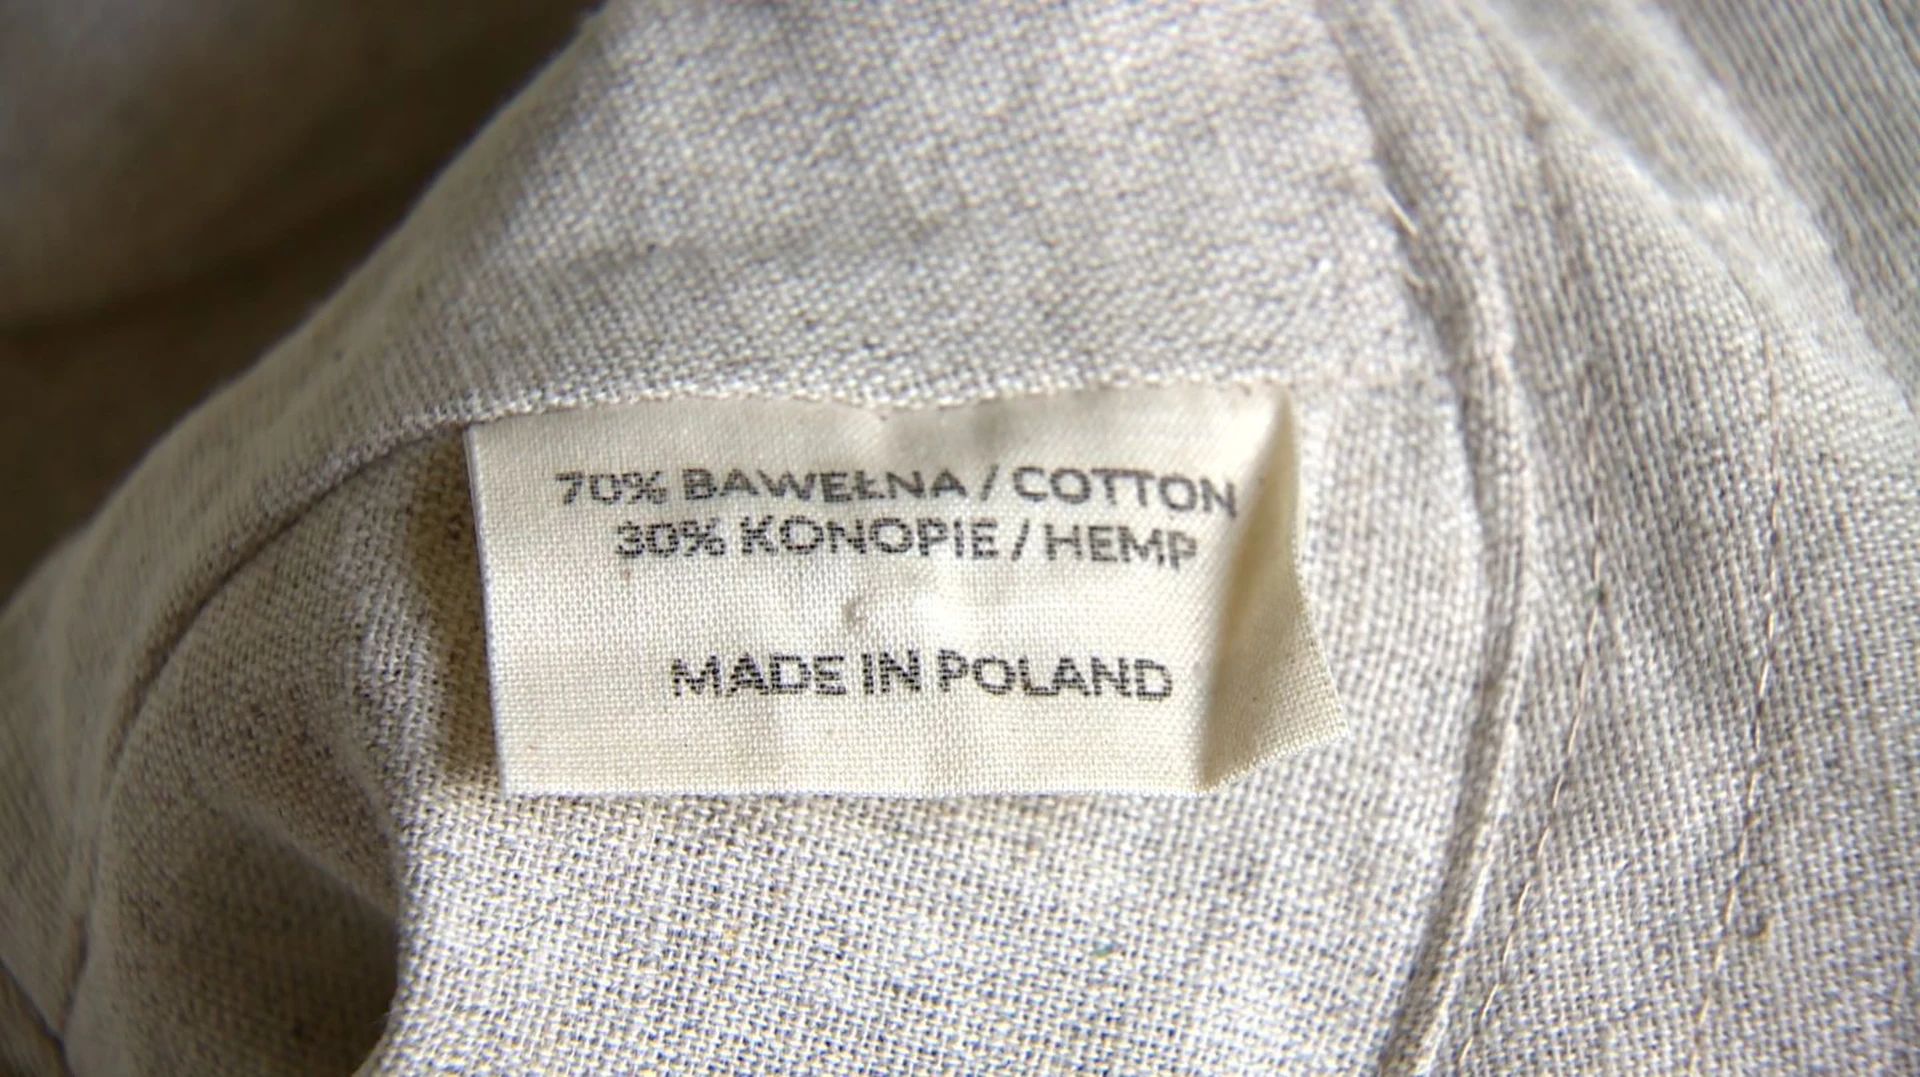 70% BAWEŁNA / COTTON
30% KONOPIE / HEMP
MADE IN POLAND